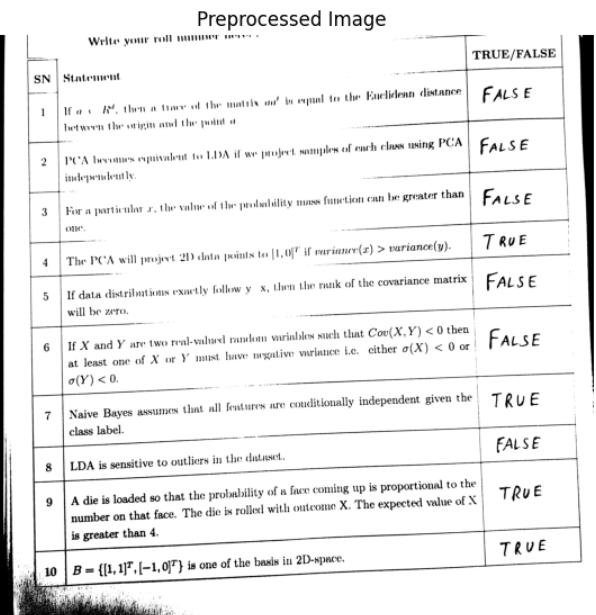 Preprocessed Image
Write your roll number
TRUE/FALSE
SN Statement
1 If a ∈ R^d, then a trace of the matrix aa' is equal to the Euclidean distance FALSE
between the origin and the point a
2 PCA becomes equivalent to LDA if we project samples of each class using PCA FALSE
independently.
3 For a particular x, the value of the probability mass function can be greater than FALSE
one.
4 The PCA will project 2D data points to [1,0]^T if variance(x) > variance(y). TRUE
5 If data distributions exactly follow y x, then the rank of the covariance matrix FALSE
will be zero.
6 If X and Y are two real-valued random variables such that Cov(X,Y) < 0 then FALSE
at least one of X or Y must have negative variance i.e. either σ(X) < 0 or
σ(Y) < 0.
7 Naive Bayes assumes that all features are conditionally independent given the TRUE
class label.
8 LDA is sensitive to outliers in the dataset. FALSE
9 A die is loaded so that the probability of a face coming up is proportional to the TRUE
number on that face. The die is rolled with outcome X. The expected value of X
is greater than 4.
10 B = {[1,1]^T, [−1,0]^T} is one of the basis in 2D-space. TRUE